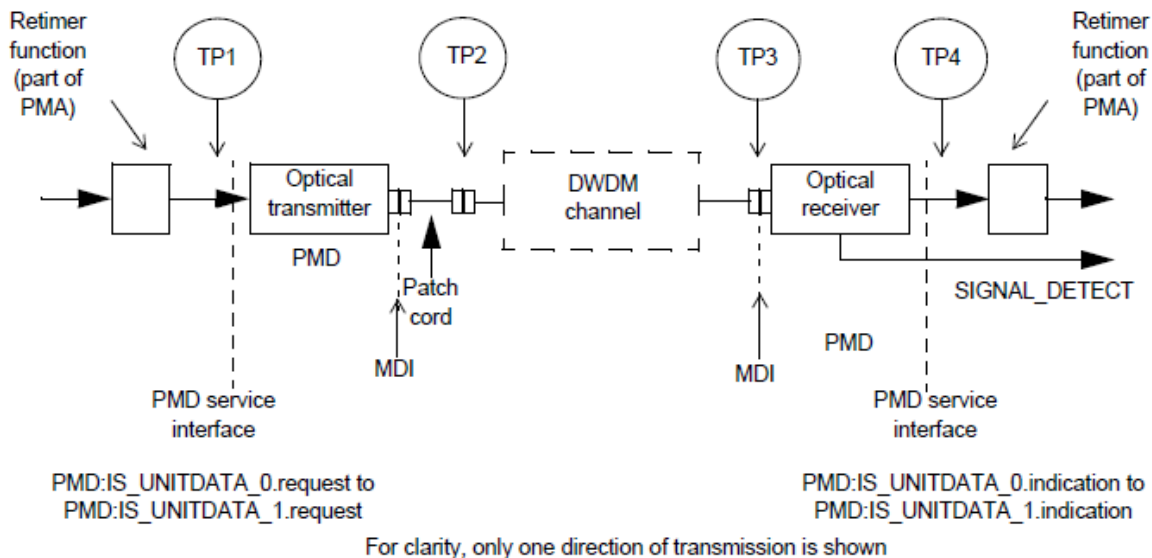 Retimer
function
(part of
PMA)
TP1
TP2
TP3
TP4
Retimer
function
(part of
PMA)
Optical
transmitter
DWDM
channel
Optical
receiver
PMD
Patch
cord
SIGNAL_DETECT
MDI
PMD
MDI
PMD service
interface
PMD service
interface
PMD:IS_UNITDATA_0.request to
PMD:IS_UNITDATA_1.request
PMD:IS_UNITDATA_0.indication to
PMD:IS_UNITDATA_1.indication
For clarity, only one direction of transmission is shown